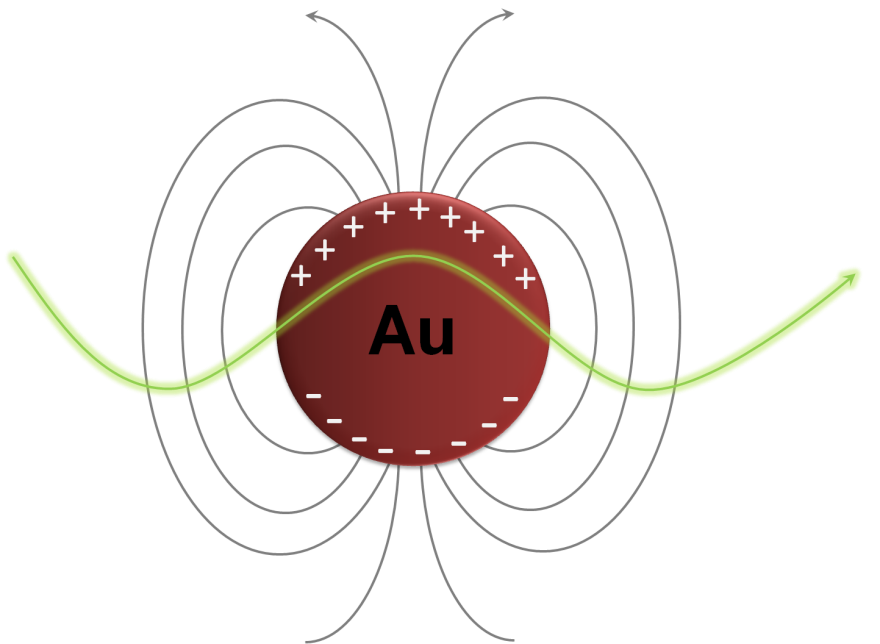 + + + + + + + + +
Au
- - - - - - - -